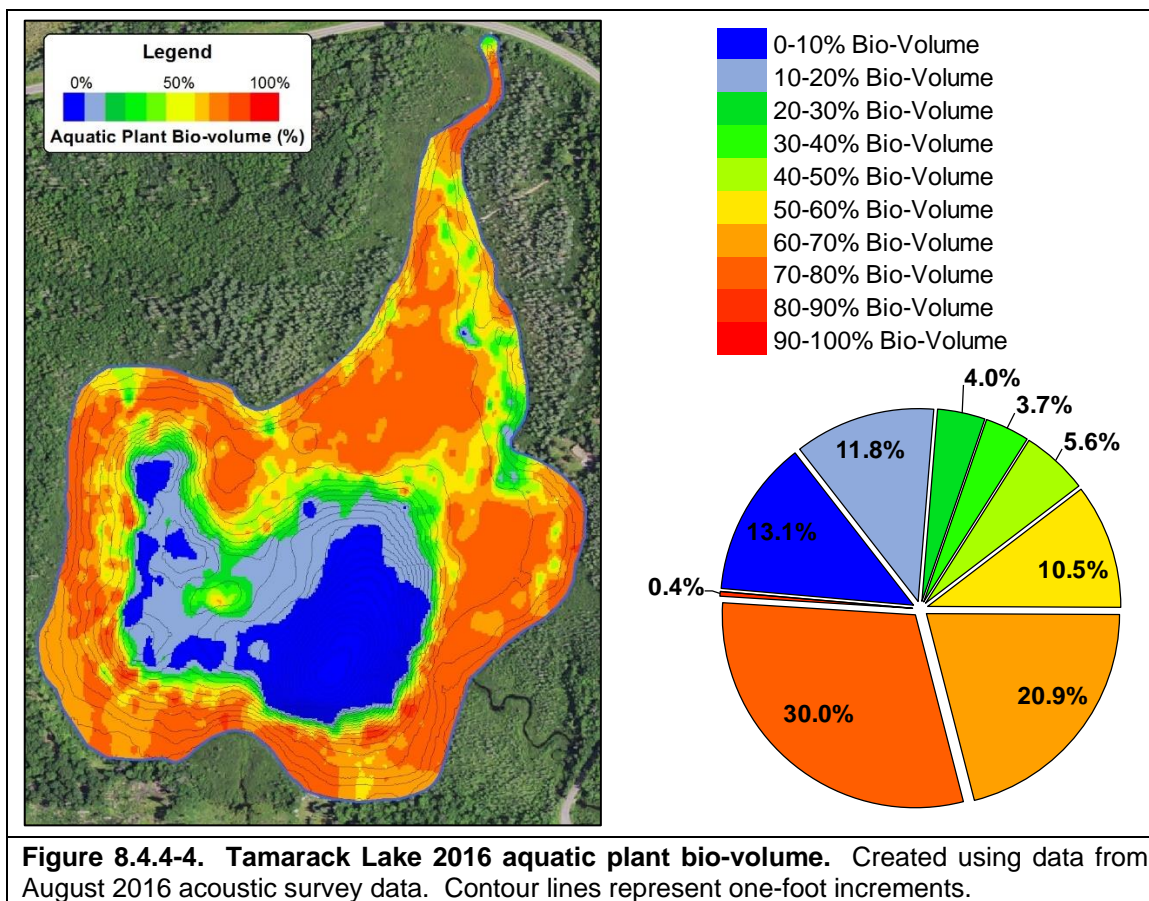 Legend
0% 50% 100%
Aquatic Plant Bio-volume (%)
0-10% Bio-Volume
10-20% Bio-Volume
20-30% Bio-Volume
30-40% Bio-Volume
40-50% Bio-Volume
50-60% Bio-Volume
60-70% Bio-Volume
70-80% Bio-Volume
80-90% Bio-Volume
90-100% Bio-Volume
4.0%
3.7%
5.6%
11.8%
13.1%
10.5%
0.4%
20.9%
30.0%
Figure 8.4.4-4. Tamarack Lake 2016 aquatic plant bio-volume. Created using data from
August 2016 acoustic survey data. Contour lines represent one-foot increments.